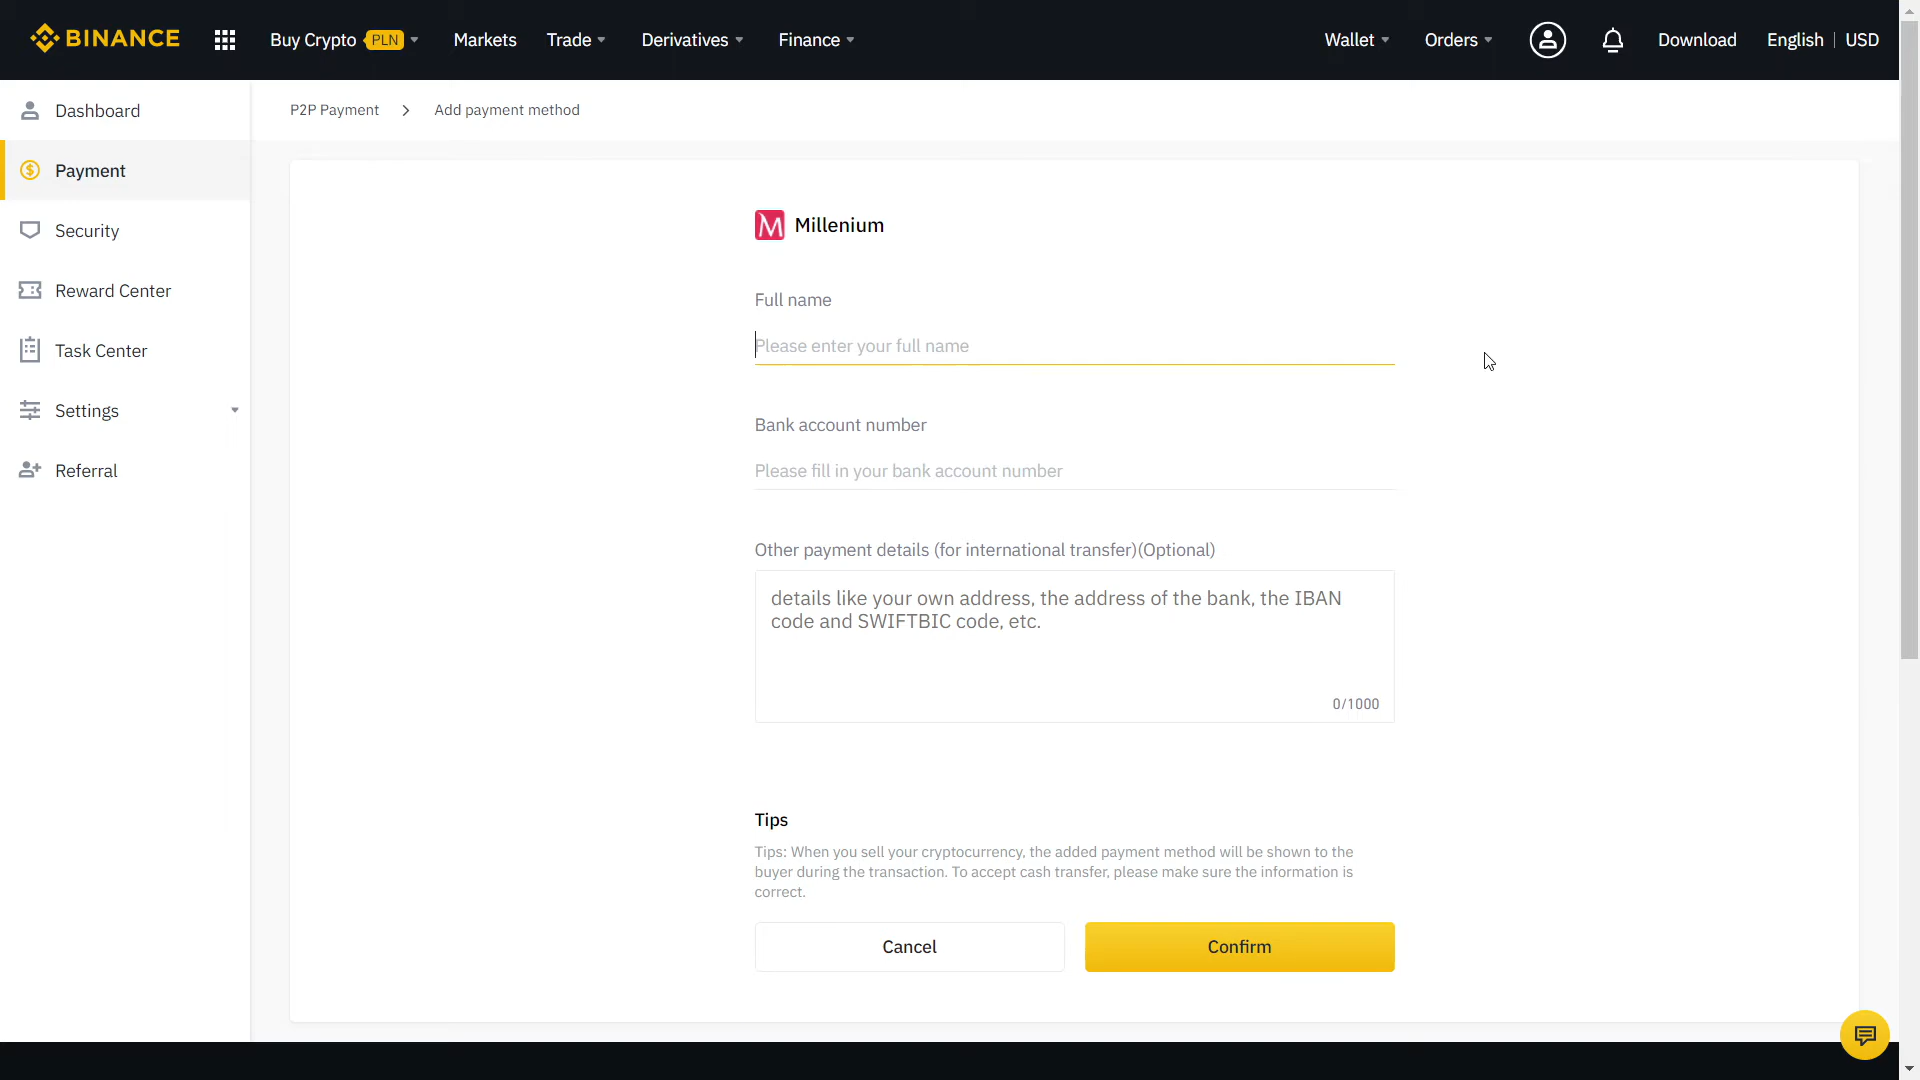 BINANCE
Buy Crypto PLN
Markets
Trade
Derivatives
Finance
Wallet
Orders
Download
English | USD
Dashboard
Payment
Security
Reward Center
Task Center
Settings
Referral
P2P Payment > Add payment method
M Millenium
Full name
Please enter your full name
Bank account number
Please fill in your bank account number
Other payment details (for international transfer)(Optional)
details like your own address, the address of the bank, the IBAN
code and SWIFTBIC code, etc.
0/1000
Tips
Tips: When you sell your cryptocurrency, the added payment method will be shown to the
buyer during the transaction. To accept cash transfer, please make sure the information is
correct.
Cancel
Confirm